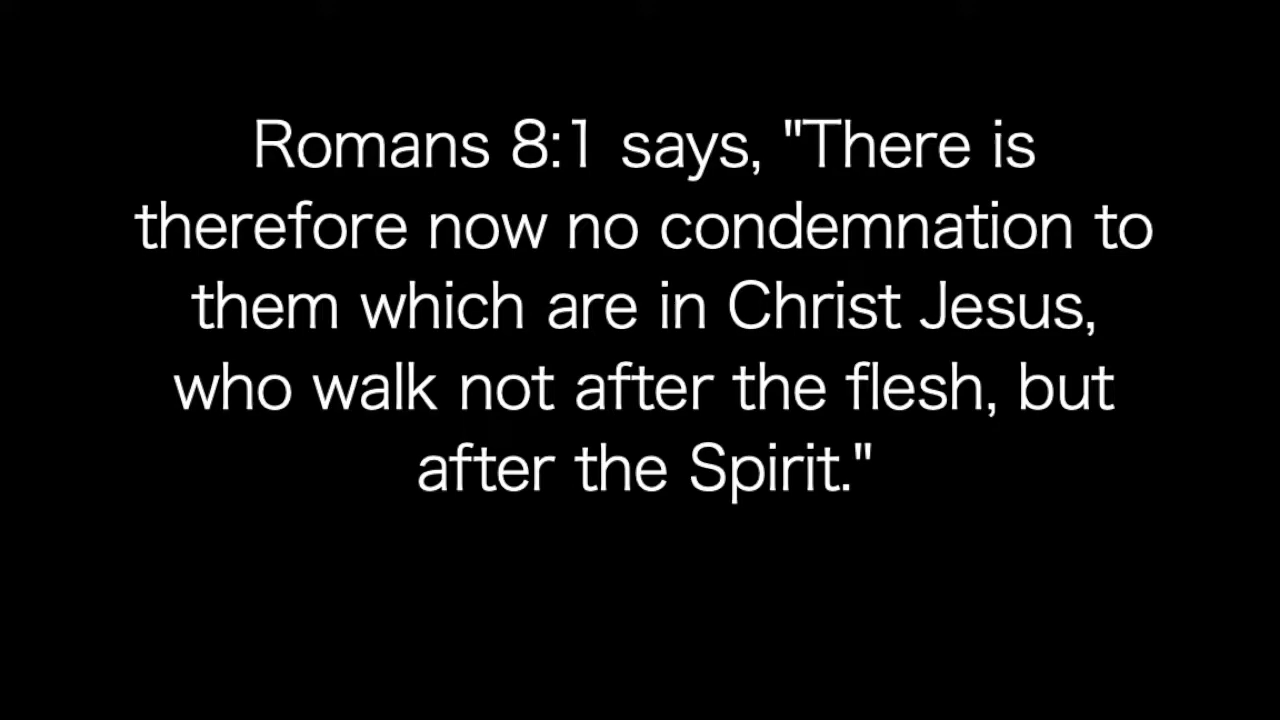 Romans 8:1 says, "There is
therefore now no condemnation to
them which are in Christ Jesus,
who walk not after the flesh, but
after the Spirit."